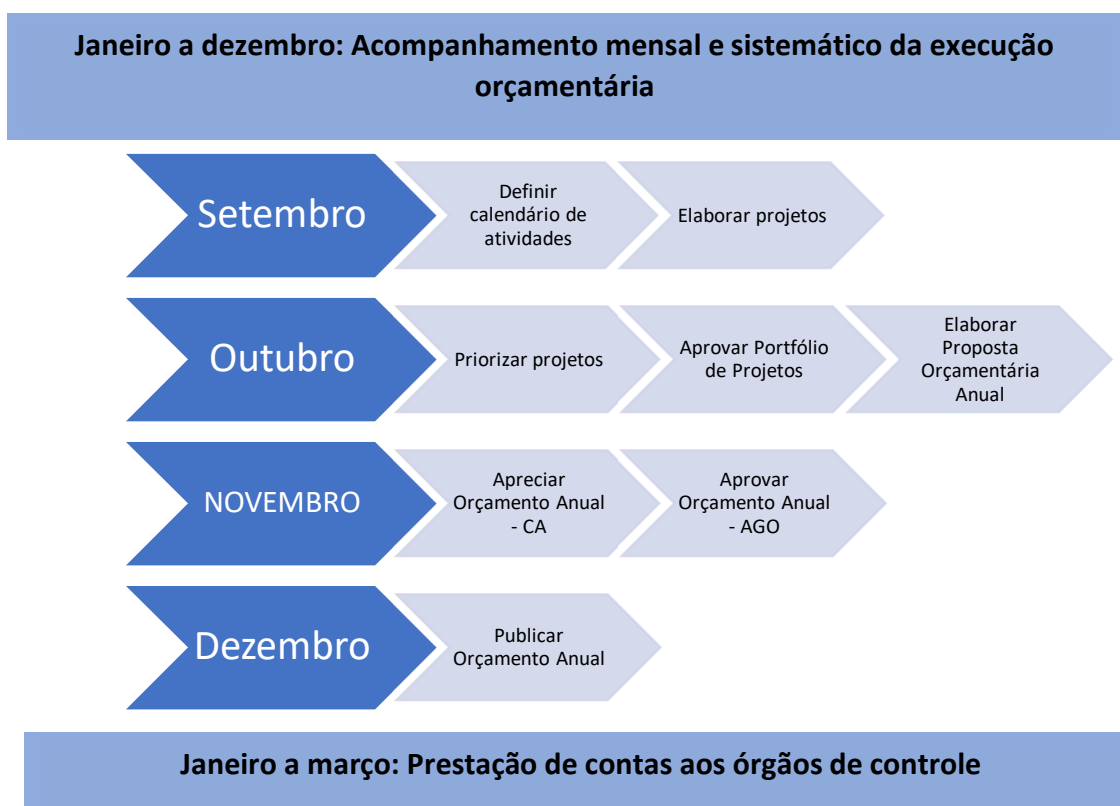 Janeiro a dezembro: Acompanhamento mensal e sistemático da execução
orçamentária
Setembro
Definir
calendário de
atividades
Elaborar projetos
Outubro
Priorizar projetos
Aprovar Portfólio
de Projetos
Elaborar
Proposta
Orçamentária
Anual
NOVEMBRO
Apreciar
Orçamento Anual
- CA
Aprovar
Orçamento Anual
- AGO
Dezembro
Publicar
Orçamento Anual
Janeiro a março: Prestação de contas aos órgãos de controle